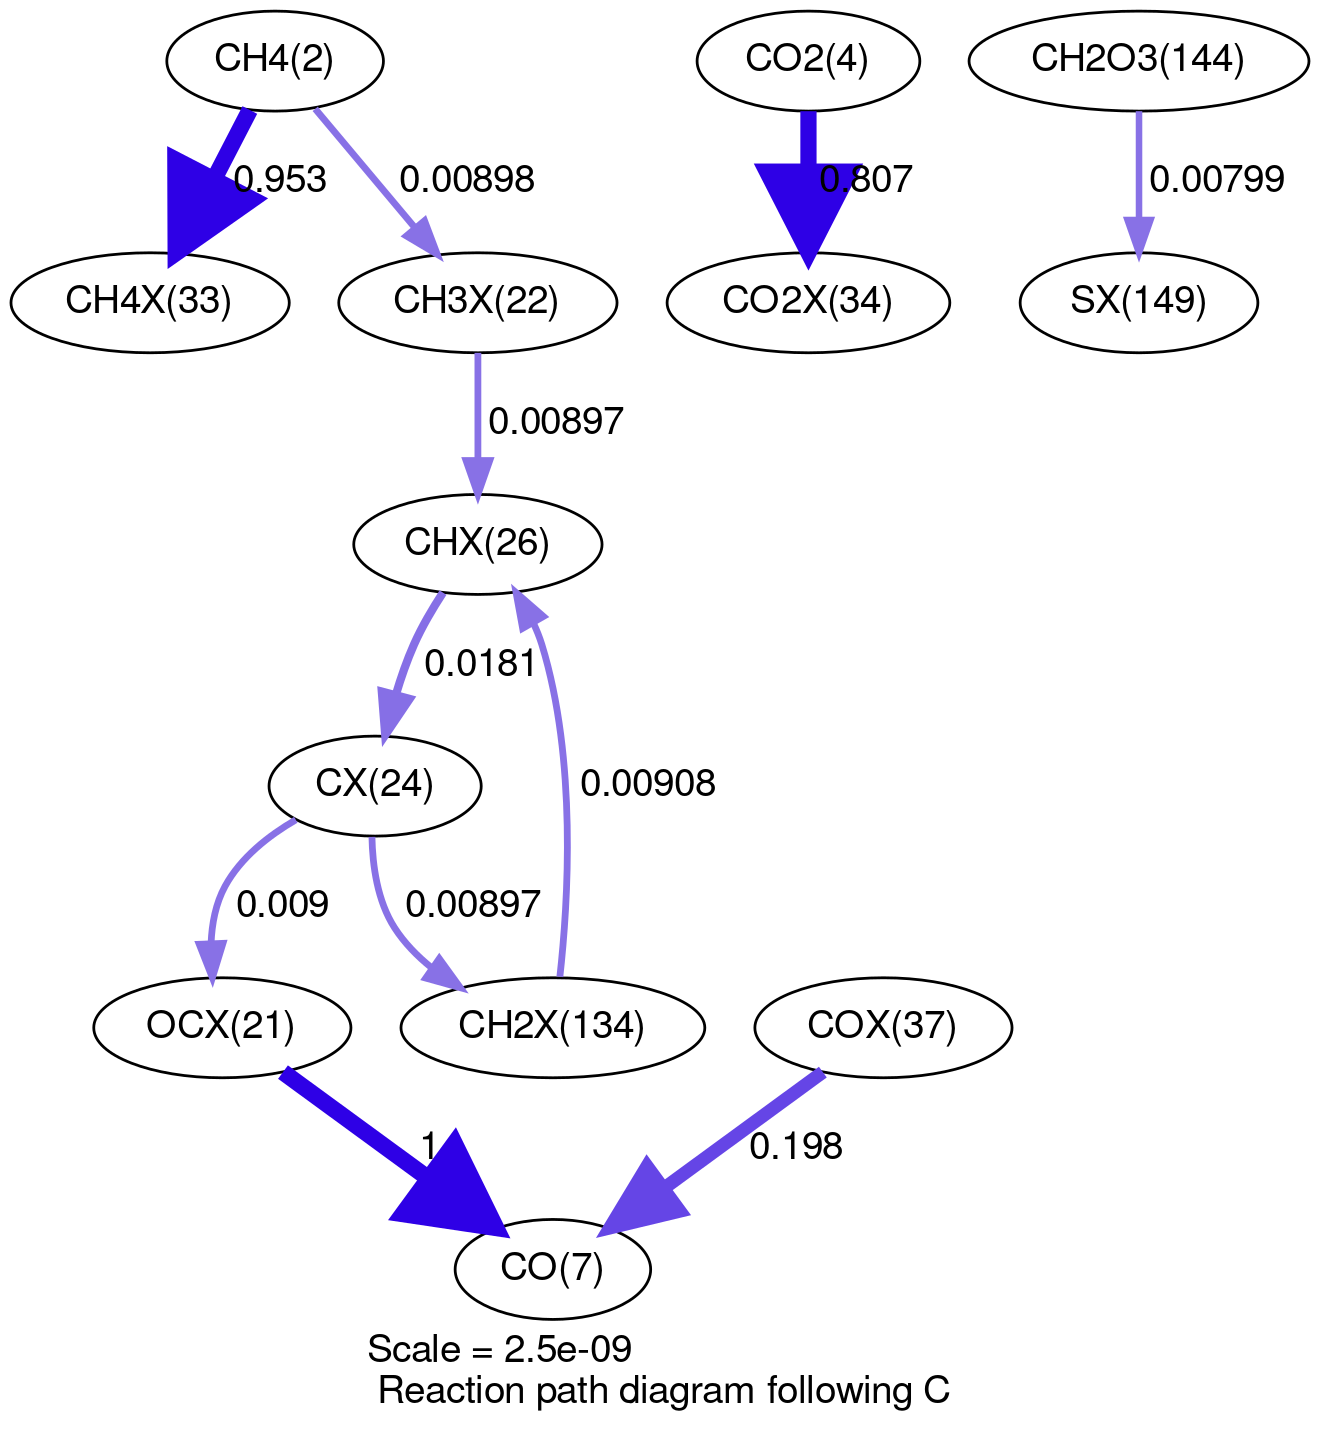 CH4(2)
CO2(4)
CH2O3(144)
0.953
0.00898
0.807
0.00799
CH4X(33)
CH3X(22)
CO2X(34)
SX(149)
0.00897
CHX(26)
0.0181
CX(24)
0.00908
0.009
0.00897
OCX(21)
CH2X(134)
COX(37)
1
0.198
CO(7)
Scale = 2.5e-09
Reaction path diagram following C